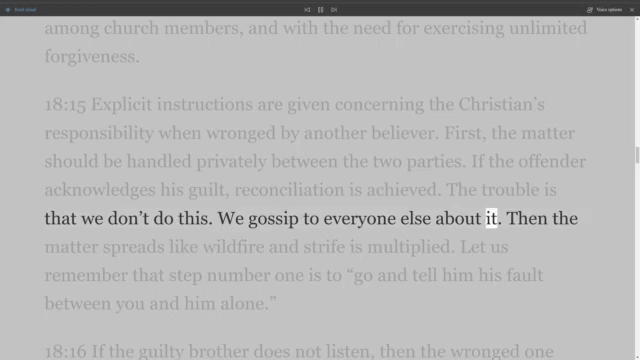 Read aloud
Voice options
among church members, and with the need for exercising unlimited
forgiveness.
18:15 Explicit instructions are given concerning the Christian’s
responsibility when wronged by another believer. First, the matter
should be handled privately between the two parties. If the offender
acknowledges his guilt, reconciliation is achieved. The trouble is
that we don’t do this. We gossip to everyone else about it. Then the
matter spreads like wildfire and strife is multiplied. Let us
remember that step number one is to “go and tell him his fault
between you and him alone.”
18:16 If the guilty brother does not listen, then the wronged one